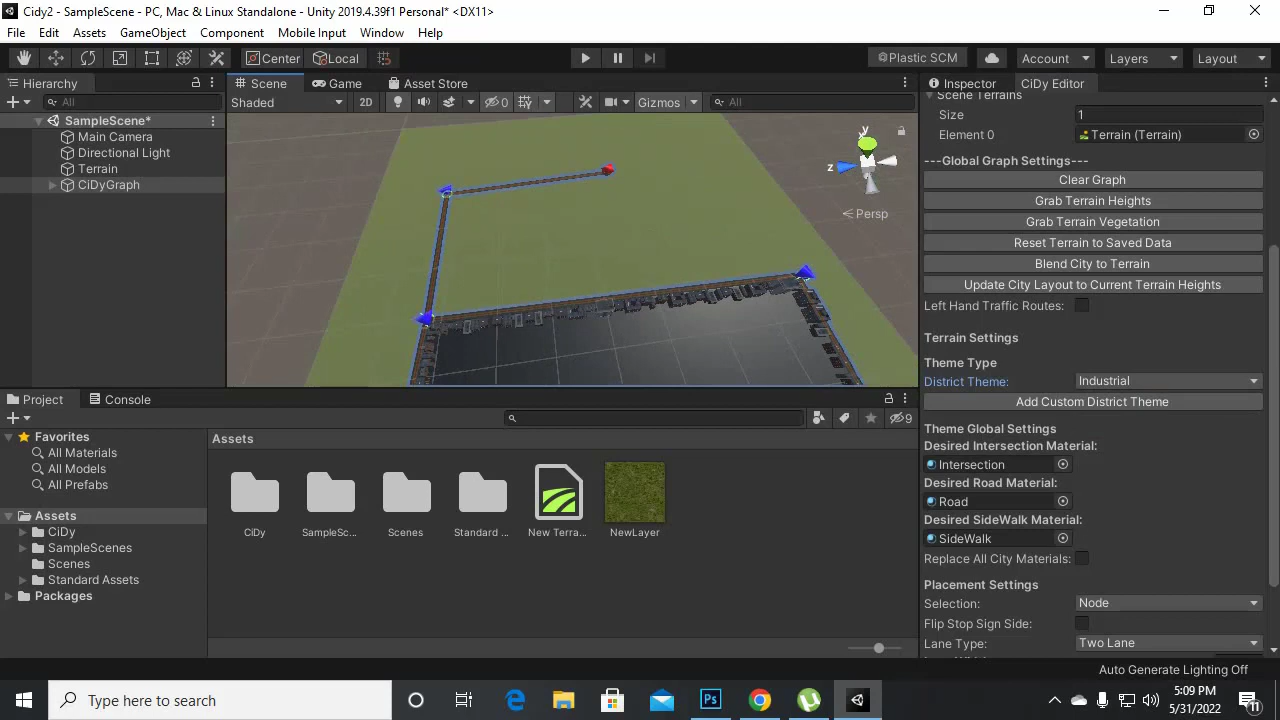 Cidy2 - SampleScene - PC, Mac & Linux Standalone - Unity 2019.4.39f1 Personal* <DX11>
File Edit Assets GameObject Component Mobile Input Window Help
Center Local Plastic SCM Account Layers Layout
Hierarchy
All
SampleScene*
Main Camera
Directional Light
Terrain
CiDyGraph
Scene Game Asset Store
Shaded 2D 0 Gizmos All
y
z
Persp
Inspector CiDy Editor
Scene Terrains
Size 1
Element 0 Terrain (Terrain)
---Global Graph Settings---
Clear Graph
Grab Terrain Heights
Grab Terrain Vegetation
Reset Terrain to Saved Data
Blend City to Terrain
Update City Layout to Current Terrain Heights
Left Hand Traffic Routes:
Terrain Settings
Theme Type
District Theme: Industrial
Add Custom District Theme
Theme Global Settings
Desired Intersection Material:
Intersection
Desired Road Material:
Road
Desired SideWalk Material:
SideWalk
Replace All City Materials:
Placement Settings
Selection: Node
Flip Stop Sign Side:
Lane Type: Two Lane
Project Console
9
Favorites
All Materials
All Models
All Prefabs
Assets
CiDy
SampleScenes
Scenes
Standard Assets
Packages
Assets
CiDy SampleSc... Scenes Standard ... New Terra... NewLayer
Auto Generate Lighting Off
Type here to search
Ps
5:09 PM
5/31/2022
11